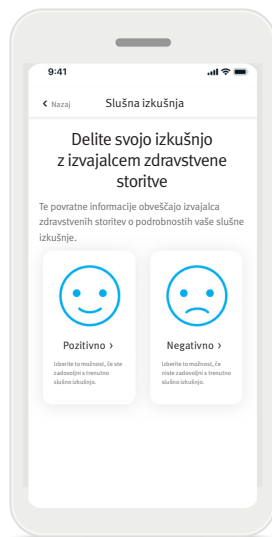 9:41
Nazaj
Slušna izkušnja
Delite svojo izkušnjo
z izvajalcem zdravstvene
storitve
Te povratne informacije obveščajo izvajalca
zdravstvenih storitev o podrobnostih vaše slušne
izkušnje.
Pozitivno ›
Izberite to možnost, če ste
zadovoljni s trenutno
slušno izkušnjo.
Negativno ›
Izberite to možnost, če
niste zadovoljni s trenutno
slušno izkušnjo.